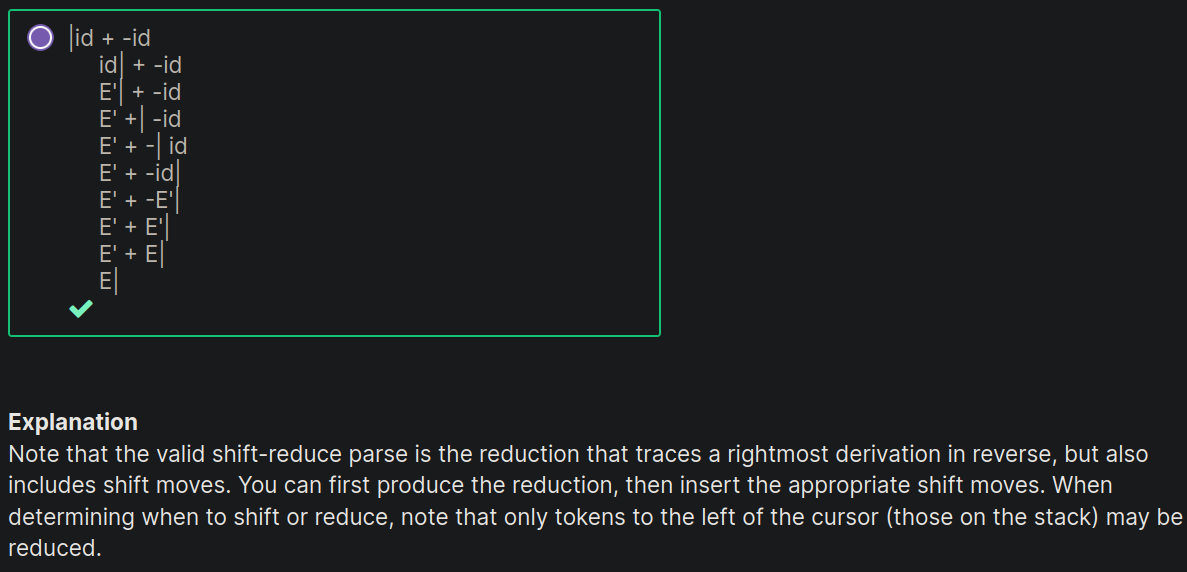 |id + -id
id| + -id
E'| + -id
E' +| -id
E' + -| id
E' + -id|
E' + -E'|
E' + E'|
E' + E|
E|
Explanation
Note that the valid shift-reduce parse is the reduction that traces a rightmost derivation in reverse, but also
includes shift moves. You can first produce the reduction, then insert the appropriate shift moves. When
determining when to shift or reduce, note that only tokens to the left of the cursor (those on the stack) may be
reduced.